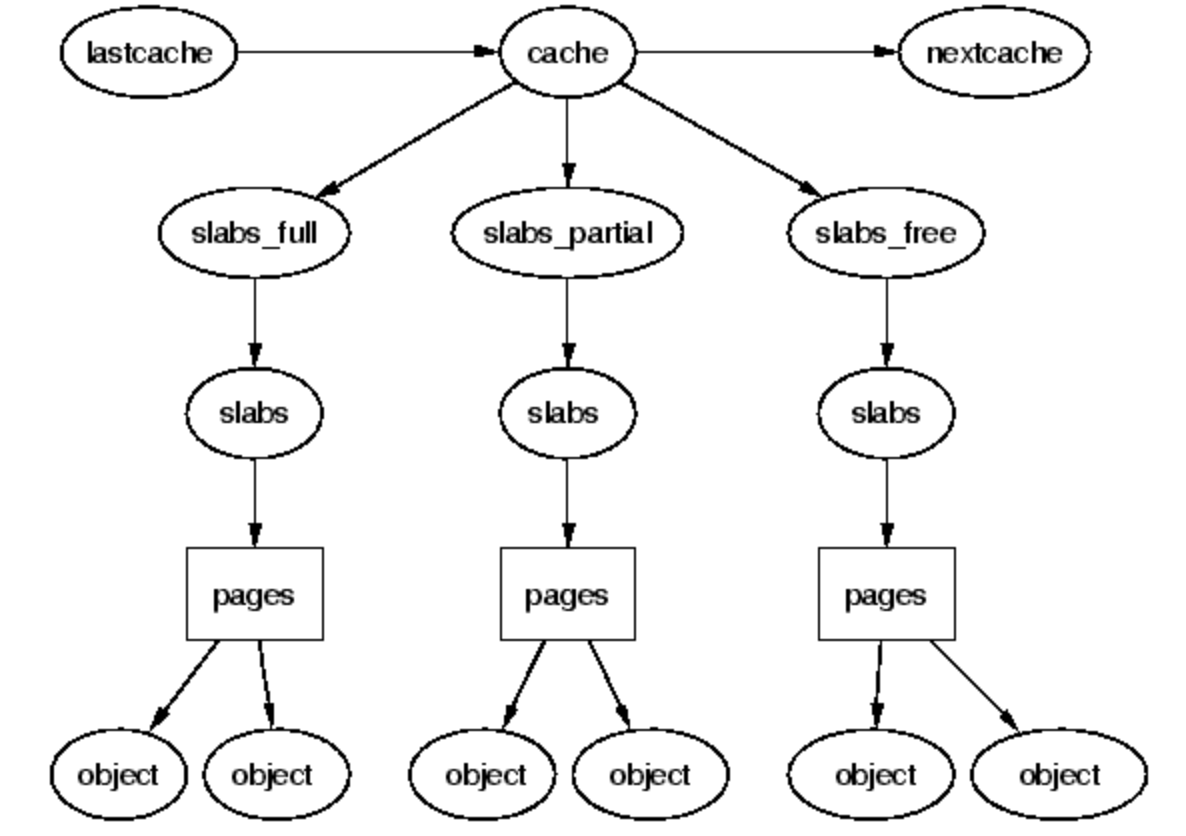 lastcache
cache
nextcache
slabs_full
slabs_partial
slabs_free
slabs
slabs
slabs
pages
pages
pages
object
object
object
object
object
object